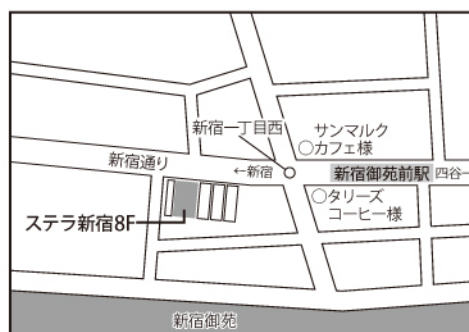 新宿一丁目西
サンマルク
カフェ様
新宿通り
←新宿
新宿御苑前駅
四谷→
タリーズ
コーヒー様
ステラ新宿8F
新宿御苑